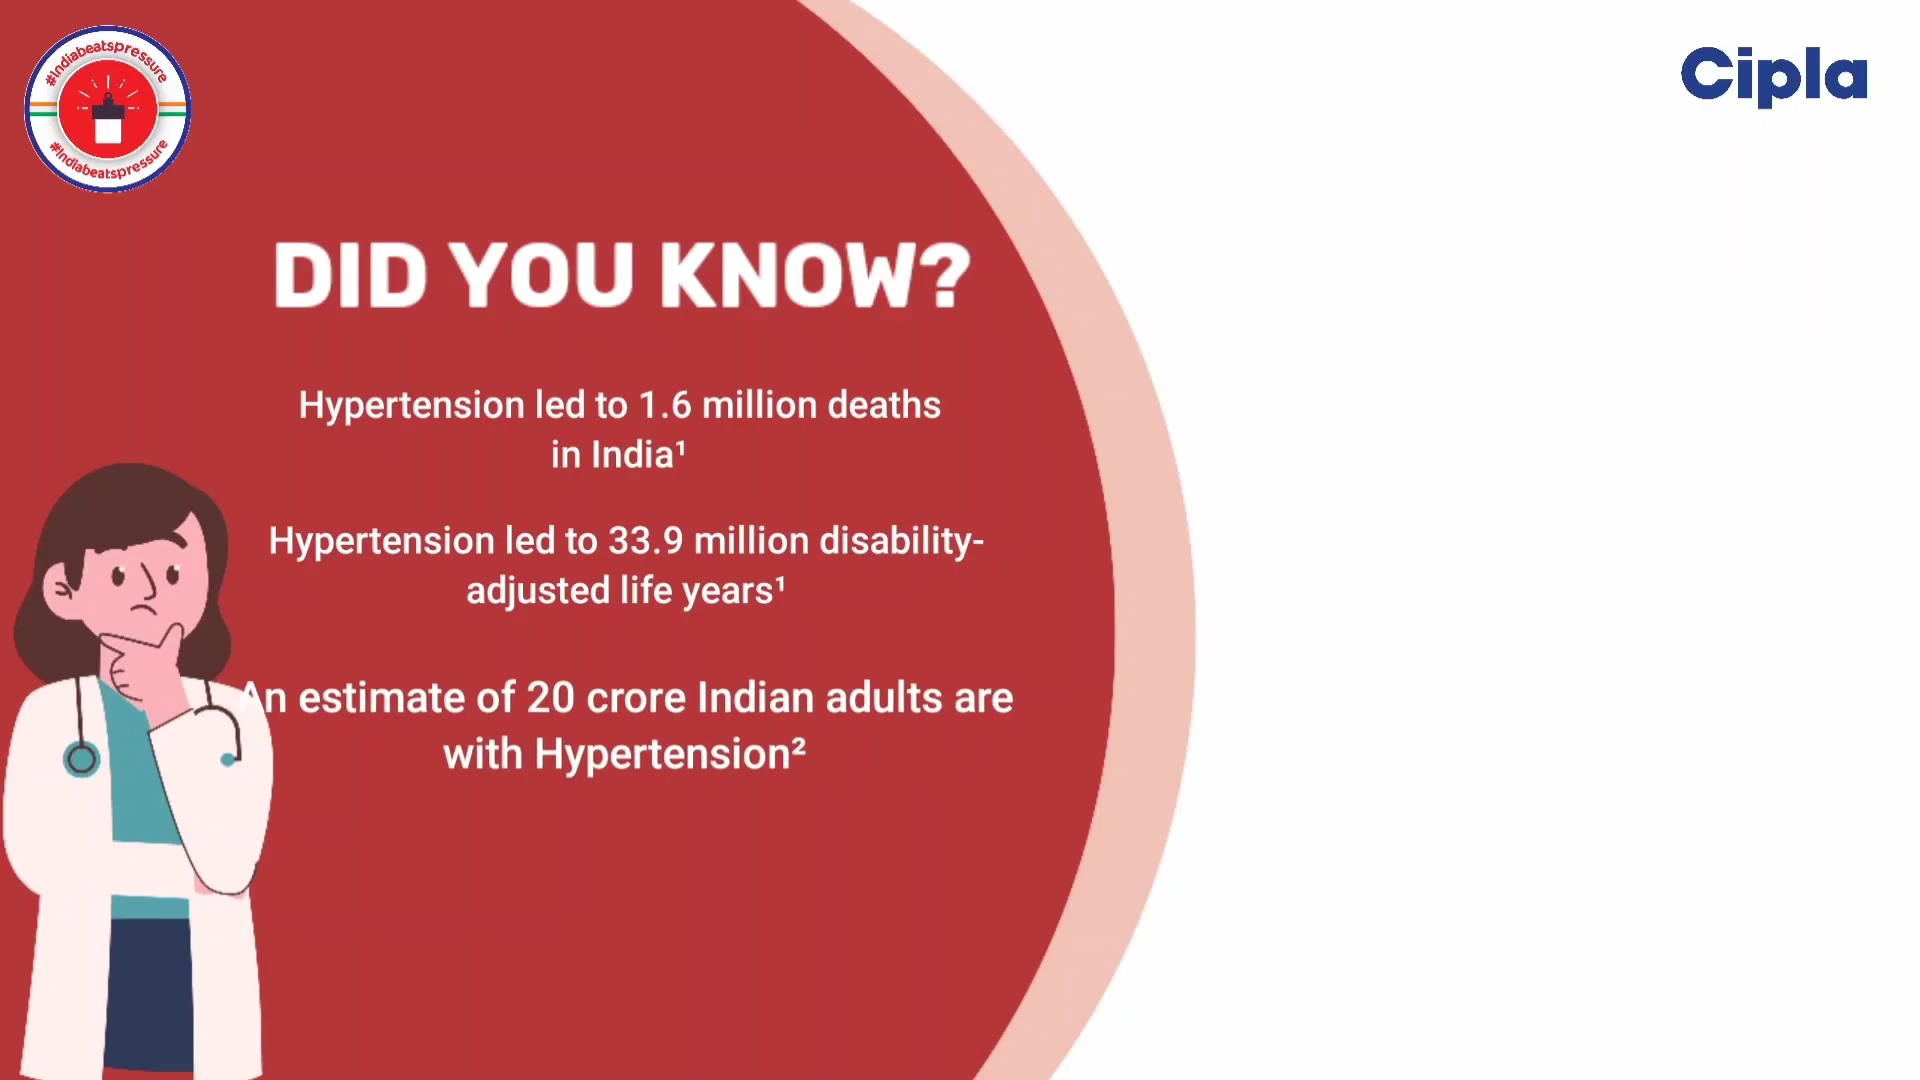 #Indiabeatspressure
#Indiabeatspressure
Cipla
DID YOU KNOW?
Hypertension led to 1.6 million deaths
in India¹
Hypertension led to 33.9 million disability-
adjusted life years¹
An estimate of 20 crore Indian adults are
with Hypertension²